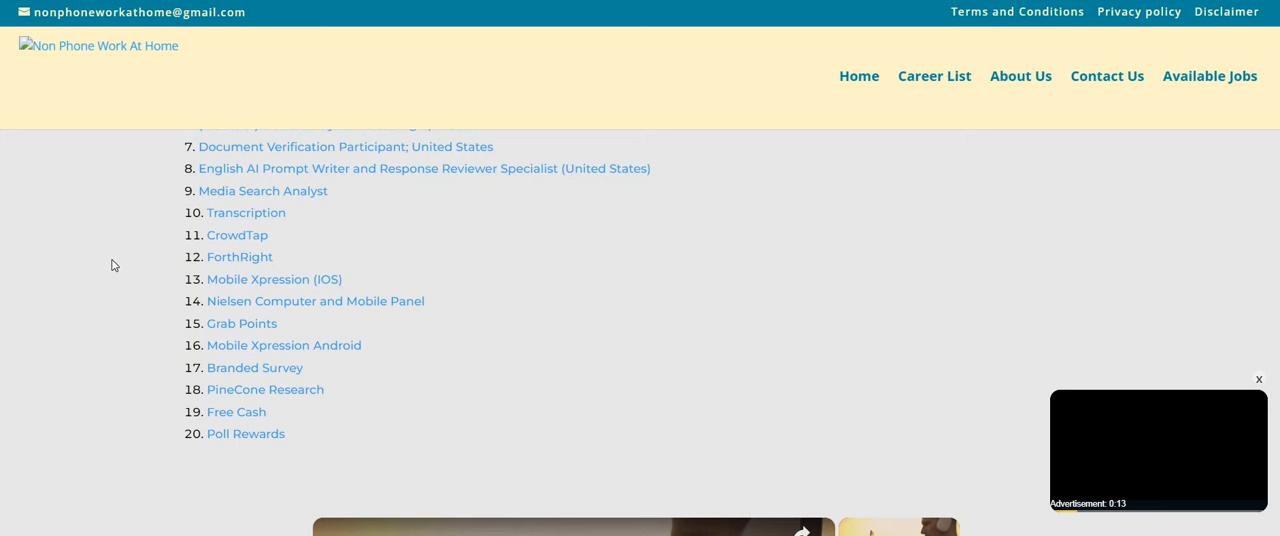 nonphoneworkathome@gmail.com
Terms and Conditions Privacy policy Disclaimer
Non Phone Work At Home
Home Career List About Us Contact Us Available Jobs
7. Document Verification Participant; United States
8. English AI Prompt Writer and Response Reviewer Specialist (United States)
9. Media Search Analyst
10. Transcription
11. CrowdTap
12. ForthRight
13. Mobile Xpression (IOS)
14. Nielsen Computer and Mobile Panel
15. Grab Points
16. Mobile Xpression Android
17. Branded Survey
18. PineCone Research
19. Free Cash
20. Poll Rewards
x
Advertisement: 0:13